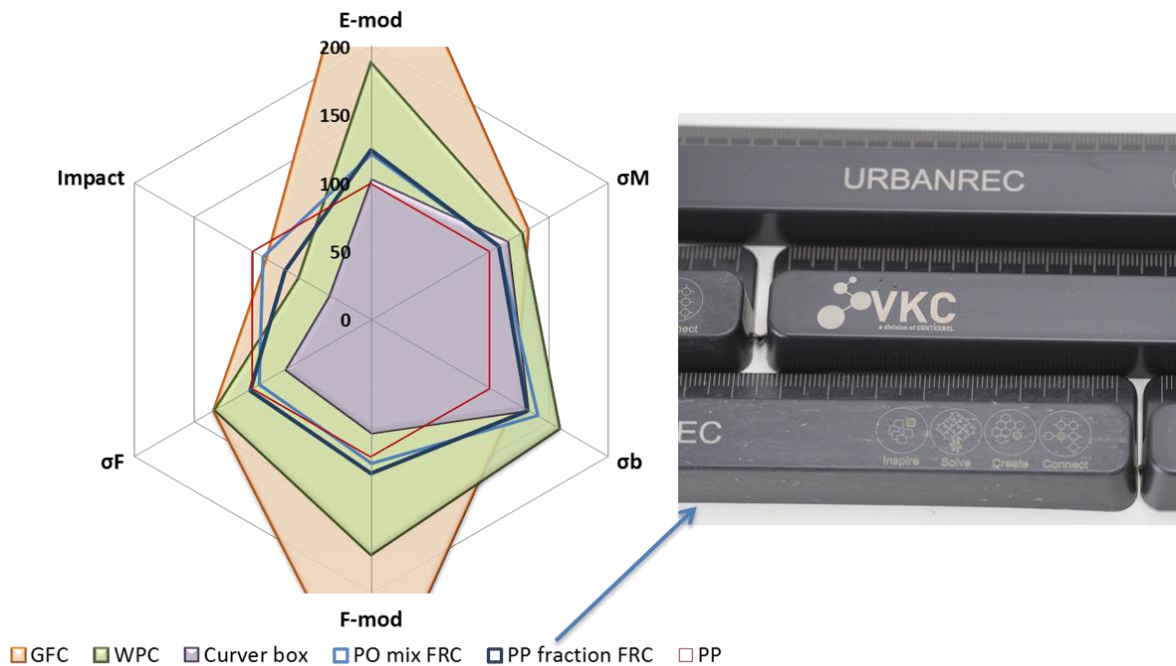 E-mod
200
150
100
50
0
Impact
σM
σF
σb
F-mod
GFC WPC Curver box PO mix FRC PP fraction FRC PP
URBANREC
VKC
a division of CENTEXBEL
nect
EC
Inspire Solve Create Connect